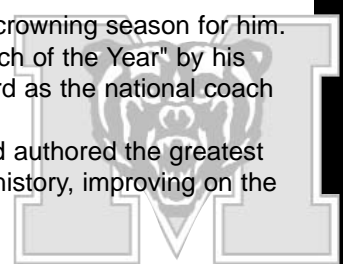 crowning season for him.
ch of the Year" by his
rd as the national coach
d authored the greatest
history, improving on the